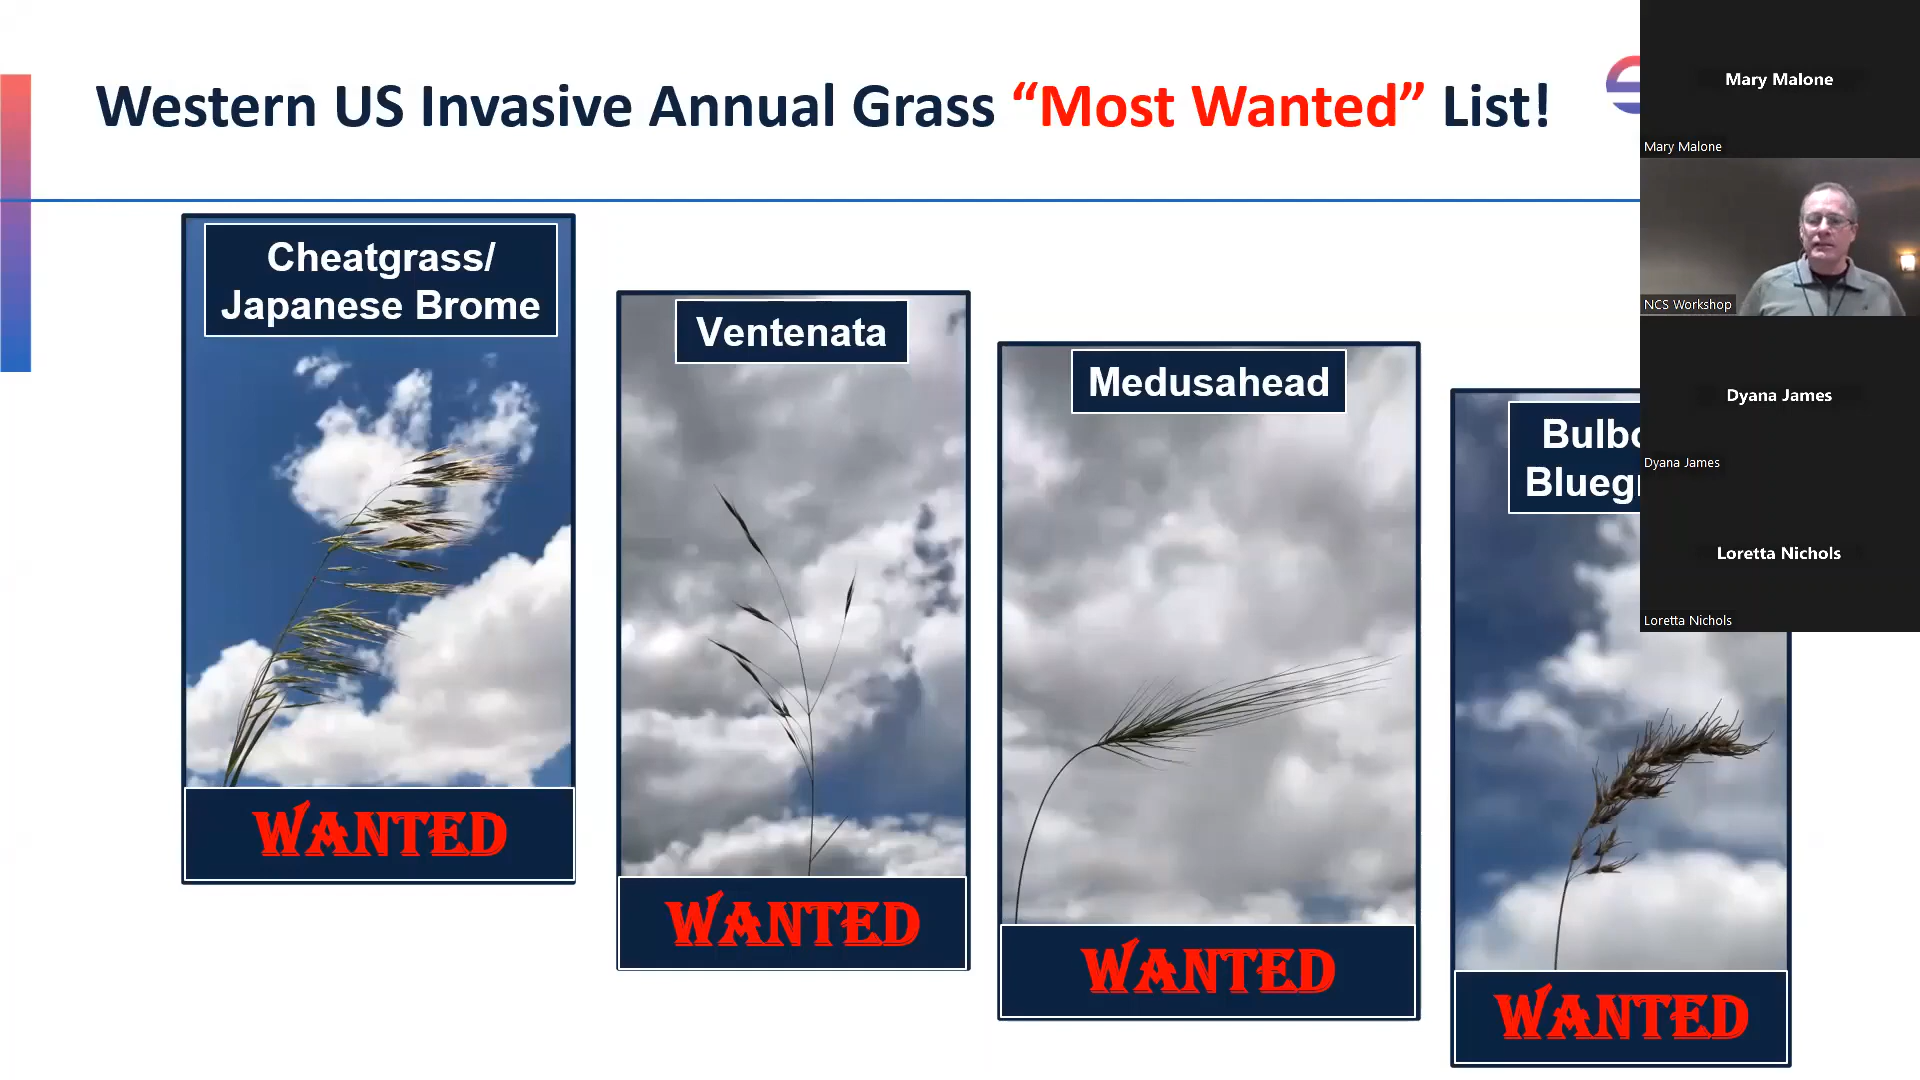 Western US Invasive Annual Grass “Most Wanted” List!
Cheatgrass/
Japanese Brome
WANTED
Ventenata
WANTED
Medusahead
WANTED
WANTED
Mary Malone
Mary Malone
NCS Workshop
Dyana James
Dyana James
Loretta Nichols
Loretta Nichols